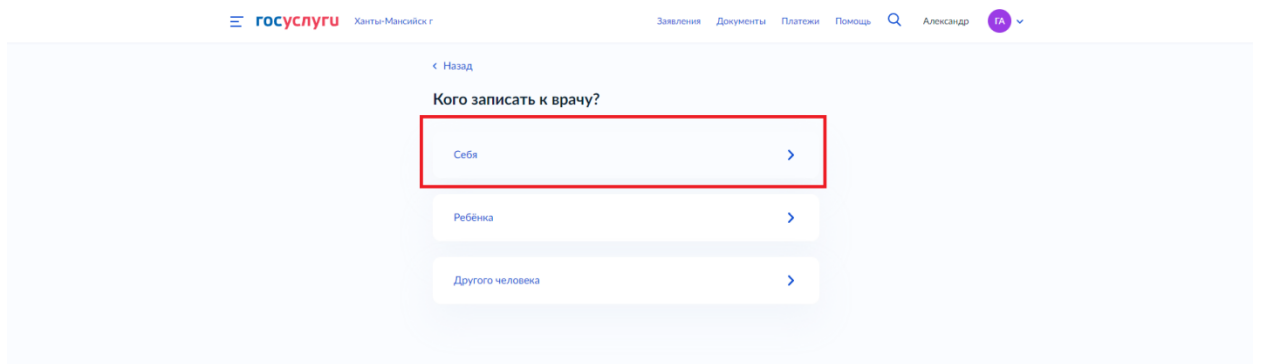 госуслуги Ханты-Мансийск г Заявления Документы Платежи Помощь Александр ГА
Назад
Кого записать к врачу?
Себя
Ребёнка
Другого человека